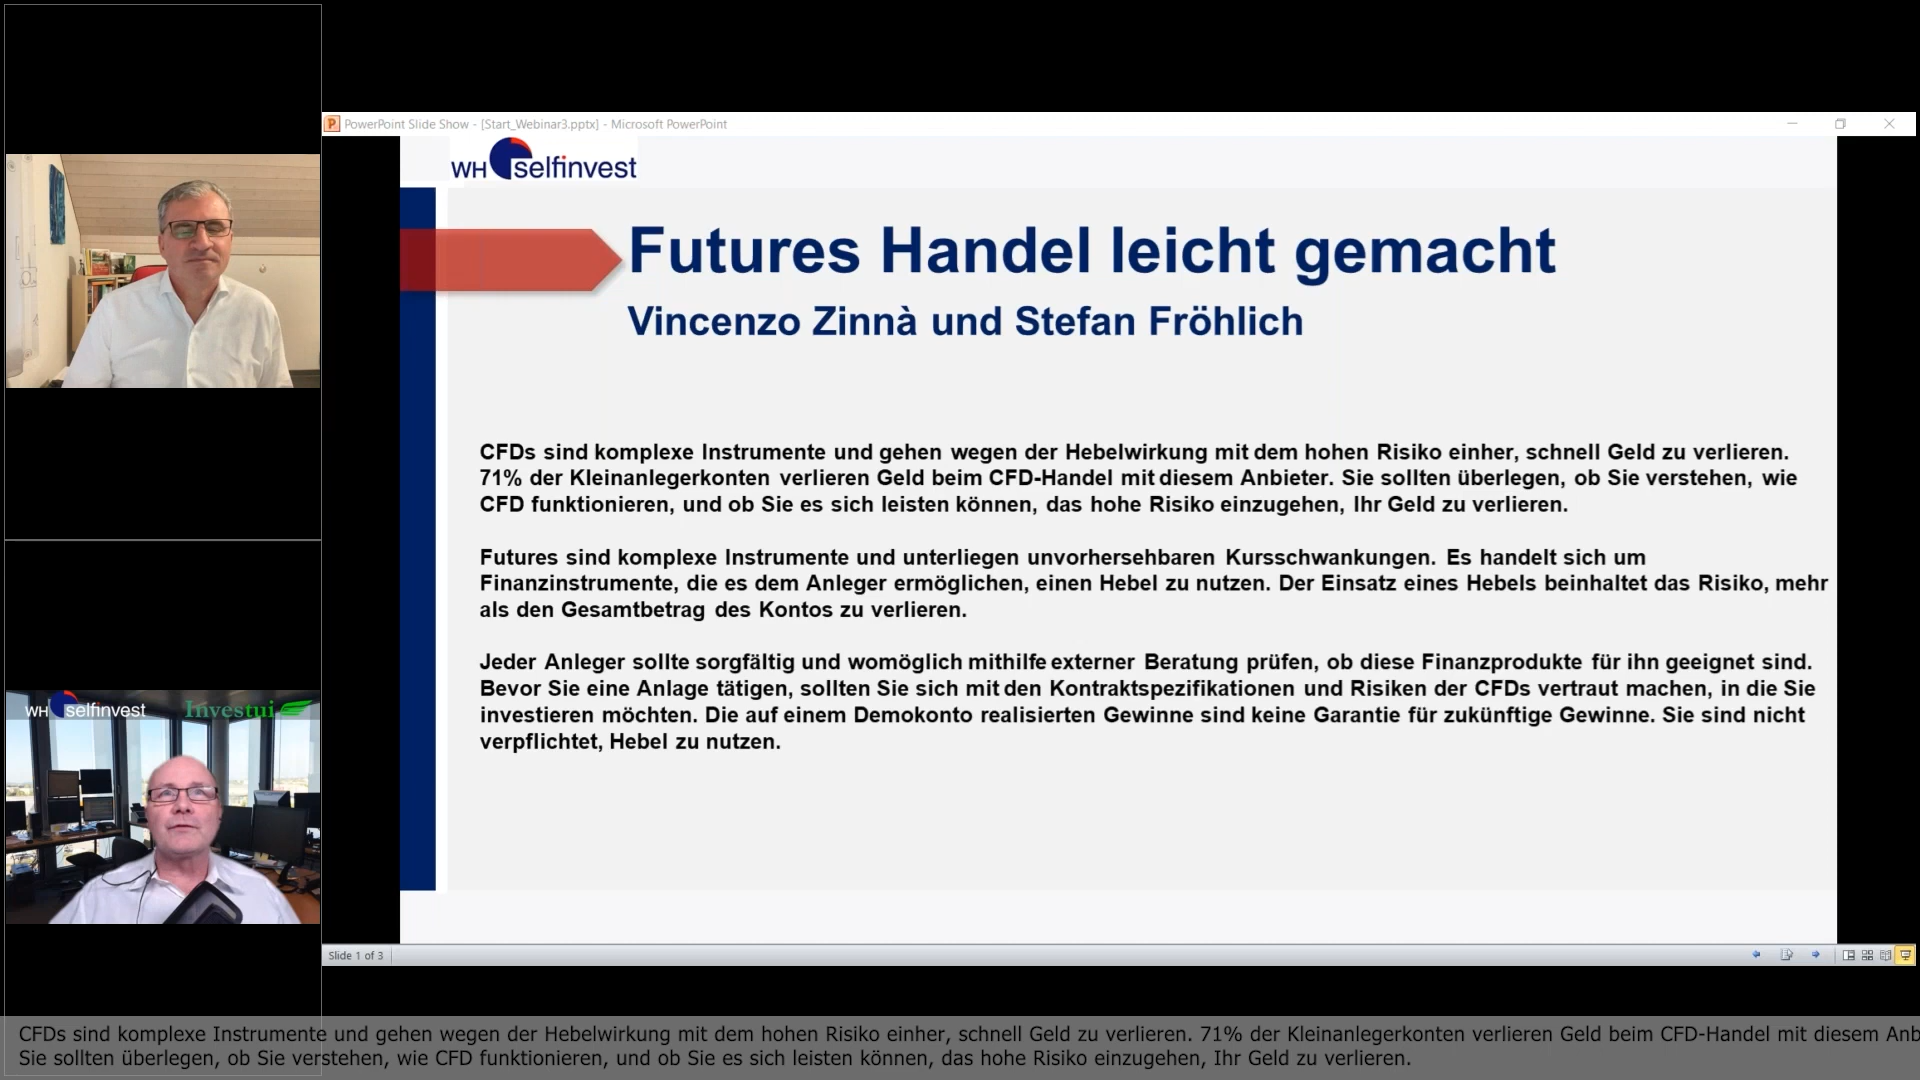 PowerPoint Slide Show - [Start_Webinar3.pptx] - Microsoft PowerPoint
WH selfinvest
Futures Handel leicht gemacht
Vincenzo Zinnà und Stefan Fröhlich
CFDs sind komplexe Instrumente und gehen wegen der Hebelwirkung mit dem hohen Risiko einher, schnell Geld zu verlieren.
71% der Kleinanlegerkonten verlieren Geld beim CFD-Handel mit diesem Anbieter. Sie sollten überlegen, ob Sie verstehen, wie
CFD funktionieren, und ob Sie es sich leisten können, das hohe Risiko einzugehen, Ihr Geld zu verlieren.
Futures sind komplexe Instrumente und unterliegen unvorhersehbaren Kursschwankungen. Es handelt sich um
Finanzinstrumente, die es dem Anleger ermöglichen, einen Hebel zu nutzen. Der Einsatz eines Hebels beinhaltet das Risiko, mehr
als den Gesamtbetrag des Kontos zu verlieren.
Jeder Anleger sollte sorgfältig und womöglich mithilfe externer Beratung prüfen, ob diese Finanzprodukte für ihn geeignet sind.
Bevor Sie eine Anlage tätigen, sollten Sie sich mit den Kontraktspezifikationen und Risiken der CFDs vertraut machen, in die Sie
investieren möchten. Die auf einem Demokonto realisierten Gewinne sind keine Garantie für zukünftige Gewinne. Sie sind nicht
verpflichtet, Hebel zu nutzen.
WH selfinvest Investui
Slide 1 of 3
CFDs sind komplexe Instrumente und gehen wegen der Hebelwirkung mit dem hohen Risiko einher, schnell Geld zu verlieren. 71% der Kleinanlegerkonten verlieren Geld beim CFD-Handel mit diesem Anb
Sie sollten überlegen, ob Sie verstehen, wie CFD funktionieren, und ob Sie es sich leisten können, das hohe Risiko einzugehen, Ihr Geld zu verlieren.